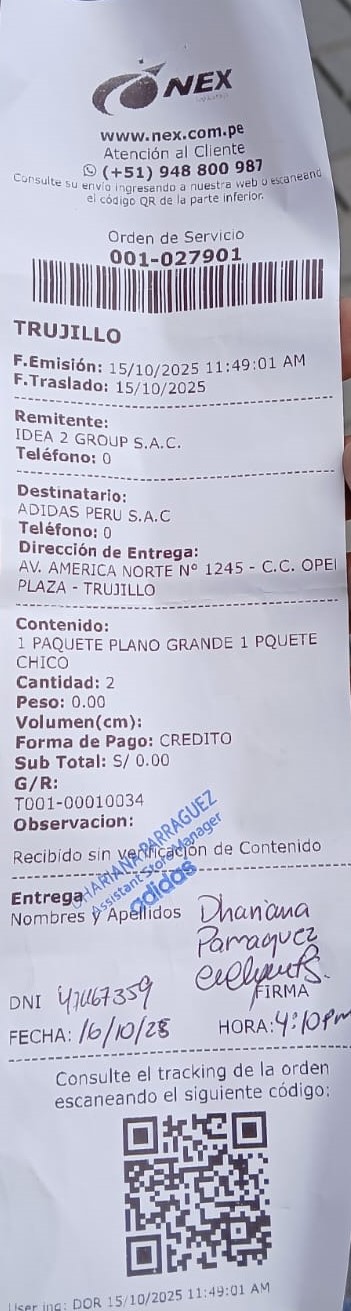 NEX
www.nex.com.pe
Atención al Cliente
(+51) 948 800 987
Consulte su envío ingresando a nuestra web o escaneand
el código QR de la parte inferior.
Orden de Servicio
001-027901
TRUJILLO
F.Emisión: 15/10/2025 11:49:01 AM
F.Traslado: 15/10/2025
Remitente:
IDEA 2 GROUP S.A.C.
Teléfono: 0
Destinatario:
ADIDAS PERU S.A.C
Teléfono: 0
Dirección de Entrega:
AV. AMERICA NORTE Nº 1245 - C.C. OPEN
PLAZA - TRUJILLO
Contenido:
1 PAQUETE PLANO GRANDE 1 PQUETE
CHICO
Cantidad: 2
Peso: 0.00
Volumen(cm):
Forma de Pago: CREDITO
Sub Total: S/ 0.00
G/R:
T001-00010034
Observacion:
Recibido sin verificación de Contenido
DHARIANA PARRAGUEZ
Assistant Store Manager
adidas
Entrega
Nombres y Apellidos Dhariana
Parraguez
FIRMA
DNI 47467359
FECHA: 16/10/25 HORA: 4:10pm
Consulte el tracking de la orden
escaneando el siguiente código:
User ing: DOR 15/10/2025 11:49:01 AM